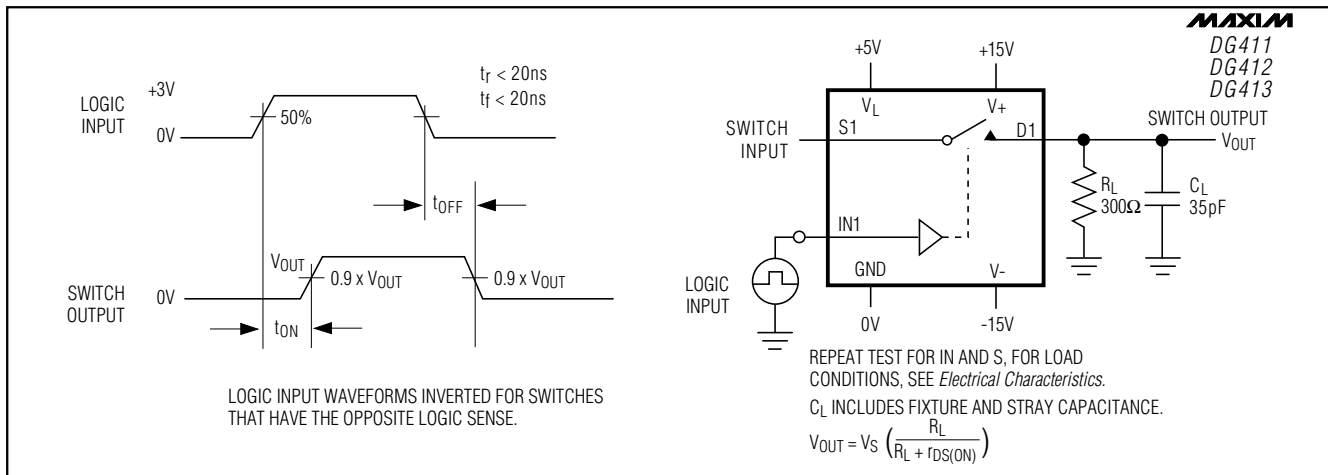 LOGIC
INPUT
+3V
0V
50%
tr < 20ns
tf < 20ns
tOFF
SWITCH
OUTPUT
0V
VOUT
0.9 x VOUT
0.9 x VOUT
tON
LOGIC INPUT WAVEFORMS INVERTED FOR SWITCHES
THAT HAVE THE OPPOSITE LOGIC SENSE.
MAXIM
DG411
DG412
DG413
+5V
+15V
VL
V+
SWITCH
INPUT
S1
D1
SWITCH OUTPUT
VOUT
RL
300Ω
CL
35pF
IN1
LOGIC
INPUT
GND
V-
0V
-15V
REPEAT TEST FOR IN AND S, FOR LOAD
CONDITIONS, SEE Electrical Characteristics.
CL INCLUDES FIXTURE AND STRAY CAPACITANCE.
VOUT = VS (RL / RL + rDS(ON))